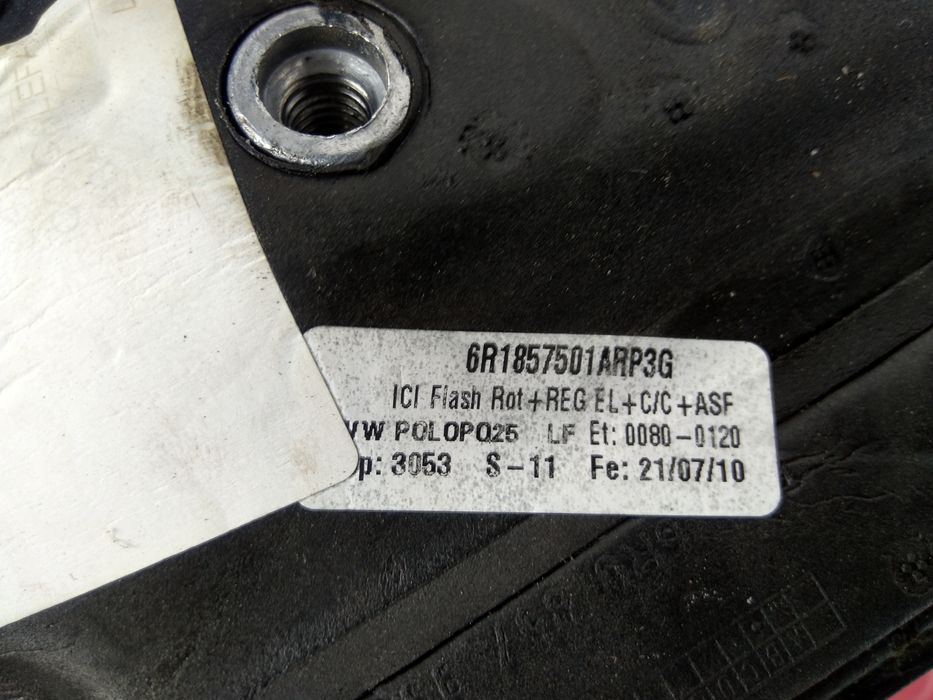 6R1857501ARP3G
ICI Flash Rot+REG EL+C/C+ASF
VW POLOPQ25 LF Et: 0080-0120
p: 3053 S-11 Fe: 21/07/10